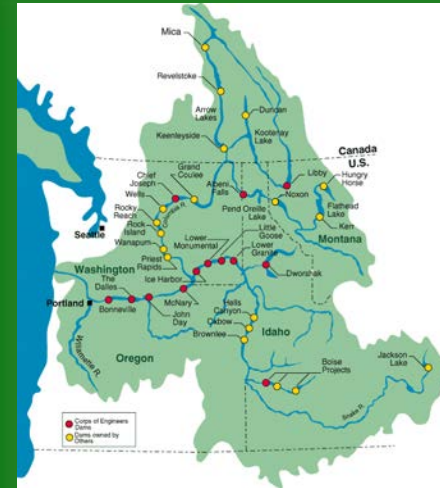 Mica
Revelstoke
Arrow
Lakes
Duncan
Kootenay
Lake
Keenleyside
Canada
U.S.
Grand
Coulee
Chief
Joseph
Wells
Rocky
Reach
Rock
Island
Wanapum
Priest
Rapids
Seattle
Albeni
Falls
Pend Oreille
Lake
Libby
Noxon
Hungry
Horse
Flathead
Lake
Kerr
Montana
Columbia R.
Lower
Monumental
Little
Goose
Lower
Granite
Washington
Ice Harbor
Dworshak
The
Dalles
Portland
Bonneville
McNary
John
Day
Hells
Canyon
Oxbow
Brownlee
Idaho
Willamette R.
Oregon
Boise
Projects
Jackson
Lake
Snake R.
Corps of Engineers
Dams
Dams owned by
Others